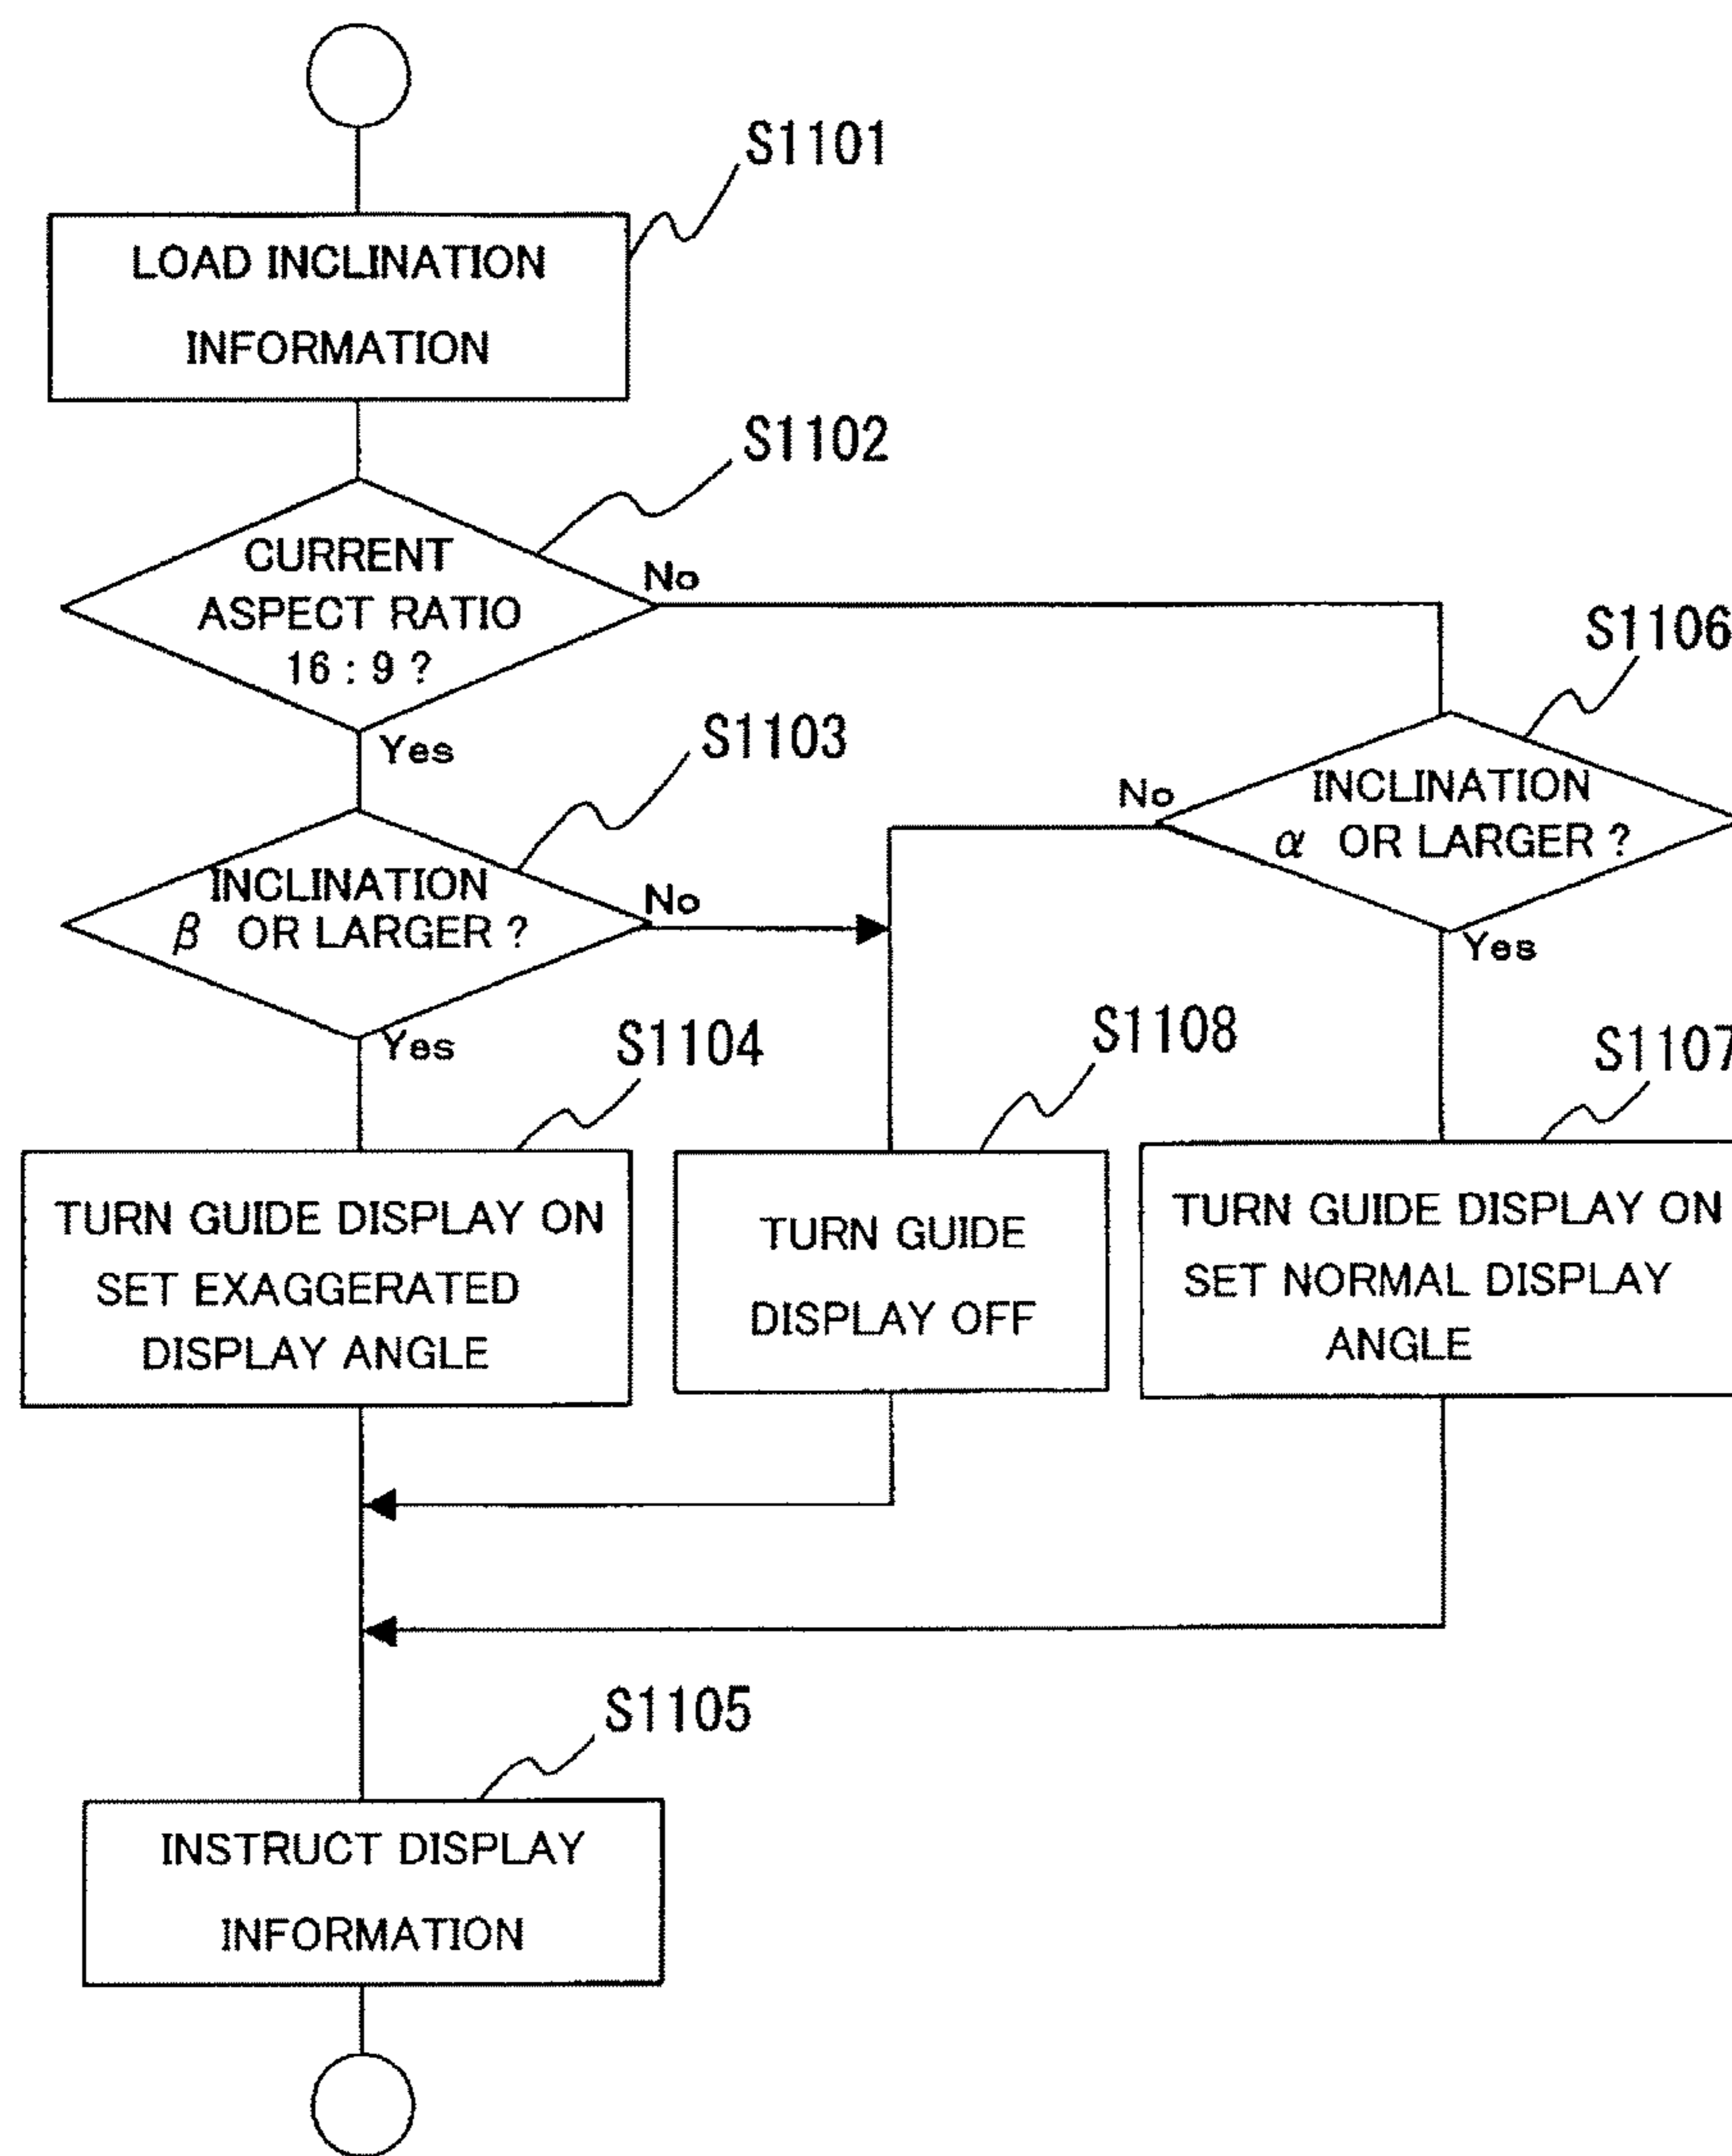 S1101
LOAD INCLINATION
INFORMATION
S1102
CURRENT
ASPECT RATIO
16 : 9 ?
No
Yes
S1106
INCLINATION
α OR LARGER ?
No
Yes
S1103
INCLINATION
β OR LARGER ?
No
Yes
S1104
TURN GUIDE DISPLAY ON
SET EXAGGERATED
DISPLAY ANGLE
S1108
TURN GUIDE
DISPLAY OFF
S1107
TURN GUIDE DISPLAY ON
SET NORMAL DISPLAY
ANGLE
S1105
INSTRUCT DISPLAY
INFORMATION